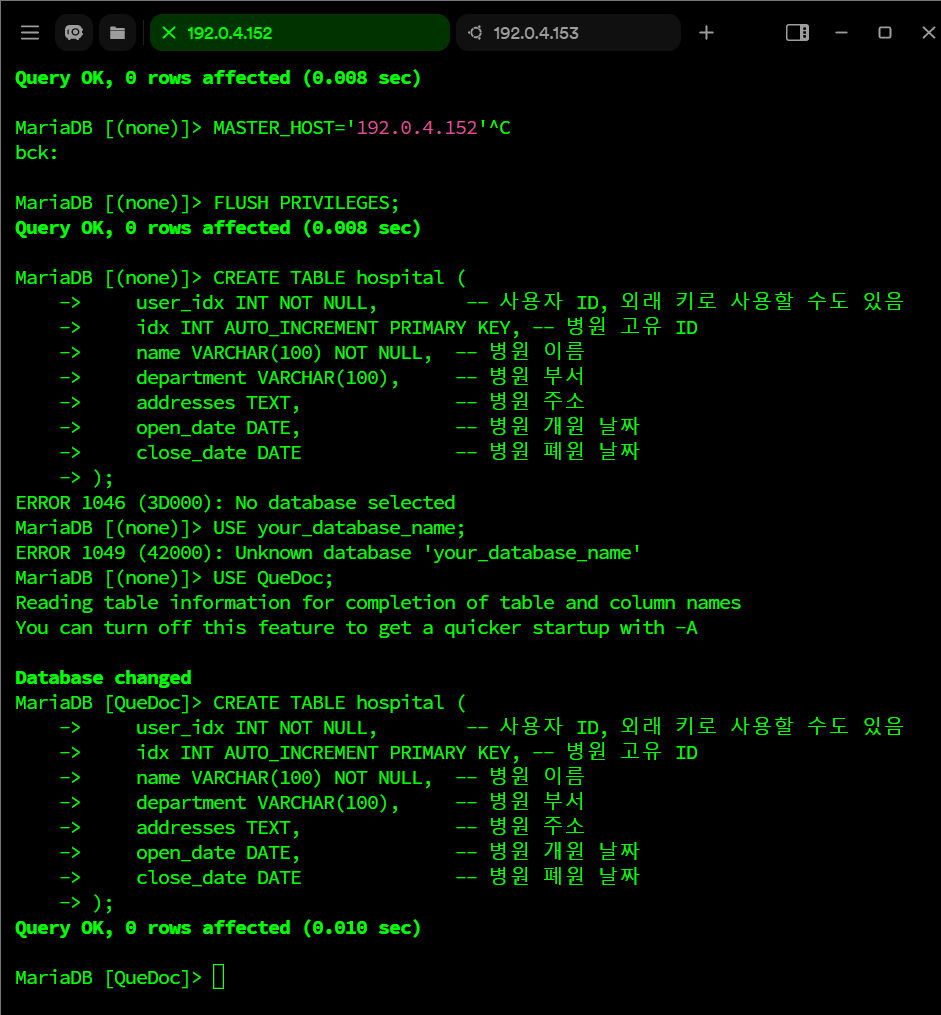 192.0.4.152
192.0.4.153
Query OK, 0 rows affected (0.008 sec)
MariaDB [(none)]> MASTER_HOST='192.0.4.152'^C
bck:
MariaDB [(none)]> FLUSH PRIVILEGES;
Query OK, 0 rows affected (0.008 sec)
MariaDB [(none)]> CREATE TABLE hospital (
    ->     user_idx INT NOT NULL,        -- 사용자 ID, 외래 키로 사용할 수도 있음
    ->     idx INT AUTO_INCREMENT PRIMARY KEY, -- 병원 고유 ID
    ->     name VARCHAR(100) NOT NULL,  -- 병원 이름
    ->     department VARCHAR(100),     -- 병원 부서
    ->     addresses TEXT,              -- 병원 주소
    ->     open_date DATE,              -- 병원 개원 날짜
    ->     close_date DATE              -- 병원 폐원 날짜
    -> );
ERROR 1046 (3D000): No database selected
MariaDB [(none)]> USE your_database_name;
ERROR 1049 (42000): Unknown database 'your_database_name'
MariaDB [(none)]> USE QueDoc;
Reading table information for completion of table and column names
You can turn off this feature to get a quicker startup with -A
Database changed
MariaDB [QueDoc]> CREATE TABLE hospital (
    ->     user_idx INT NOT NULL,        -- 사용자 ID, 외래 키로 사용할 수도 있음
    ->     idx INT AUTO_INCREMENT PRIMARY KEY, -- 병원 고유 ID
    ->     name VARCHAR(100) NOT NULL,  -- 병원 이름
    ->     department VARCHAR(100),     -- 병원 부서
    ->     addresses TEXT,              -- 병원 주소
    ->     open_date DATE,              -- 병원 개원 날짜
    ->     close_date DATE              -- 병원 폐원 날짜
    -> );
Query OK, 0 rows affected (0.010 sec)
MariaDB [QueDoc]>